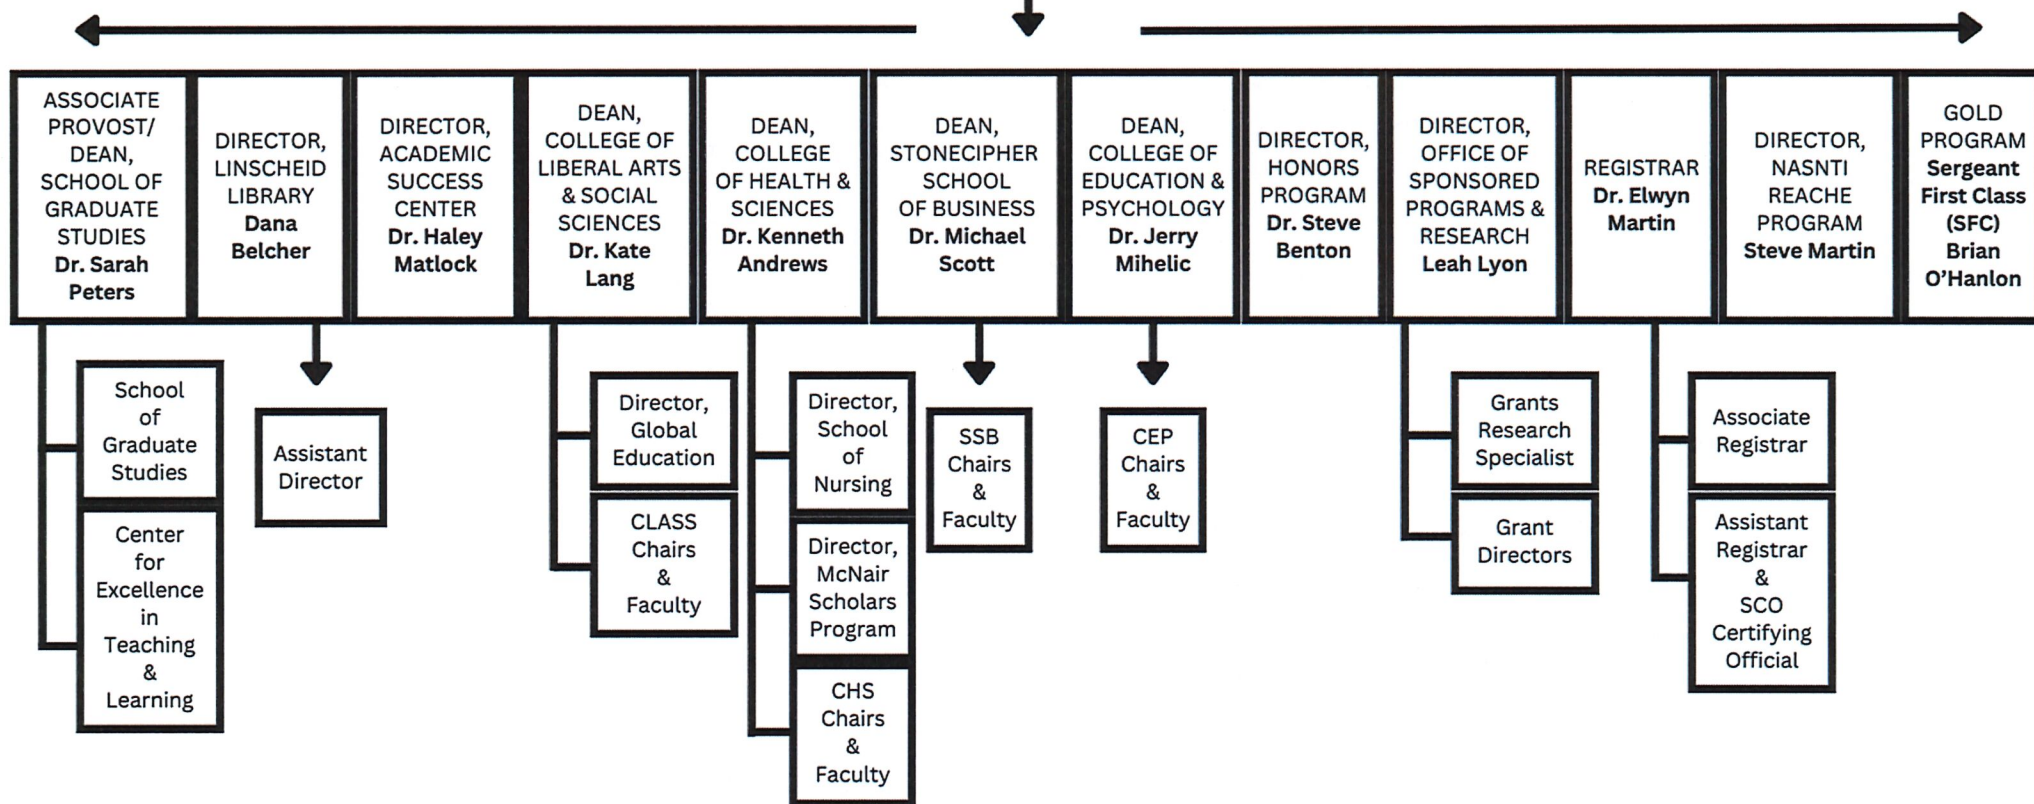 ASSOCIATE
PROVOST/
DEAN,
SCHOOL OF
GRADUATE
STUDIES
Dr. Sarah
Peters
DIRECTOR,
LINSCHEID
LIBRARY
Dana
Belcher
DIRECTOR,
ACADEMIC
SUCCESS
CENTER
Dr. Haley
Matlock
DEAN,
COLLEGE OF
LIBERAL ARTS
& SOCIAL
SCIENCES
Dr. Kate
Lang
DEAN,
COLLEGE
OF HEALTH &
SCIENCES
Dr. Kenneth
Andrews
DEAN,
STONECIPHER
SCHOOL
OF BUSINESS
Dr. Michael
Scott
DEAN,
COLLEGE OF
EDUCATION &
PSYCHOLOGY
Dr. Jerry
Mihelic
DIRECTOR,
HONORS
PROGRAM
Dr. Steve
Benton
DIRECTOR,
OFFICE OF
SPONSORED
PROGRAMS &
RESEARCH
Leah Lyon
REGISTRAR
Dr. Elwyn
Martin
DIRECTOR,
NASNTI
REACHE
PROGRAM
Steve Martin
GOLD
PROGRAM
Sergeant
First Class
(SFC)
Brian
O’Hanlon
School
of
Graduate
Studies
Center
for
Excellence
in
Teaching
&
Learning
Assistant
Director
Director,
Global
Education
CLASS
Chairs
&
Faculty
Director,
School
of
Nursing
Director,
McNair
Scholars
Program
CHS
Chairs
&
Faculty
SSB
Chairs
&
Faculty
CEP
Chairs
&
Faculty
Grants
Research
Specialist
Grant
Directors
Associate
Registrar
Assistant
Registrar
&
SCO
Certifying
Official